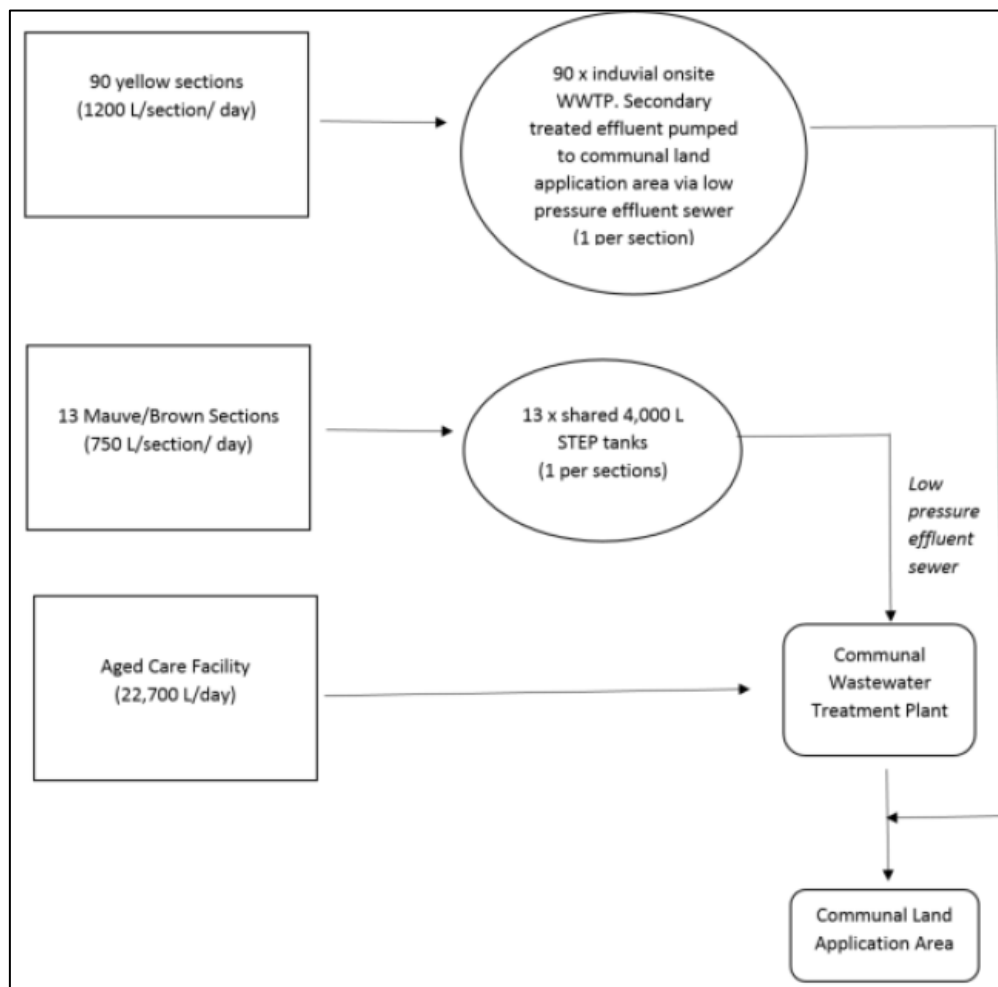 90 yellow sections
(1200 L/section/ day)
90 x induvial onsite
WWTP. Secondary
treated effluent pumped
to communal land
application area via low
pressure effluent sewer
(1 per section)
13 Mauve/Brown Sections
(750 L/section/ day)
13 x shared 4,000 L
STEP tanks
(1 per sections)
Low
pressure
effluent
sewer
Aged Care Facility
(22,700 L/day)
Communal
Wastewater
Treatment Plant
Communal Land
Application Area